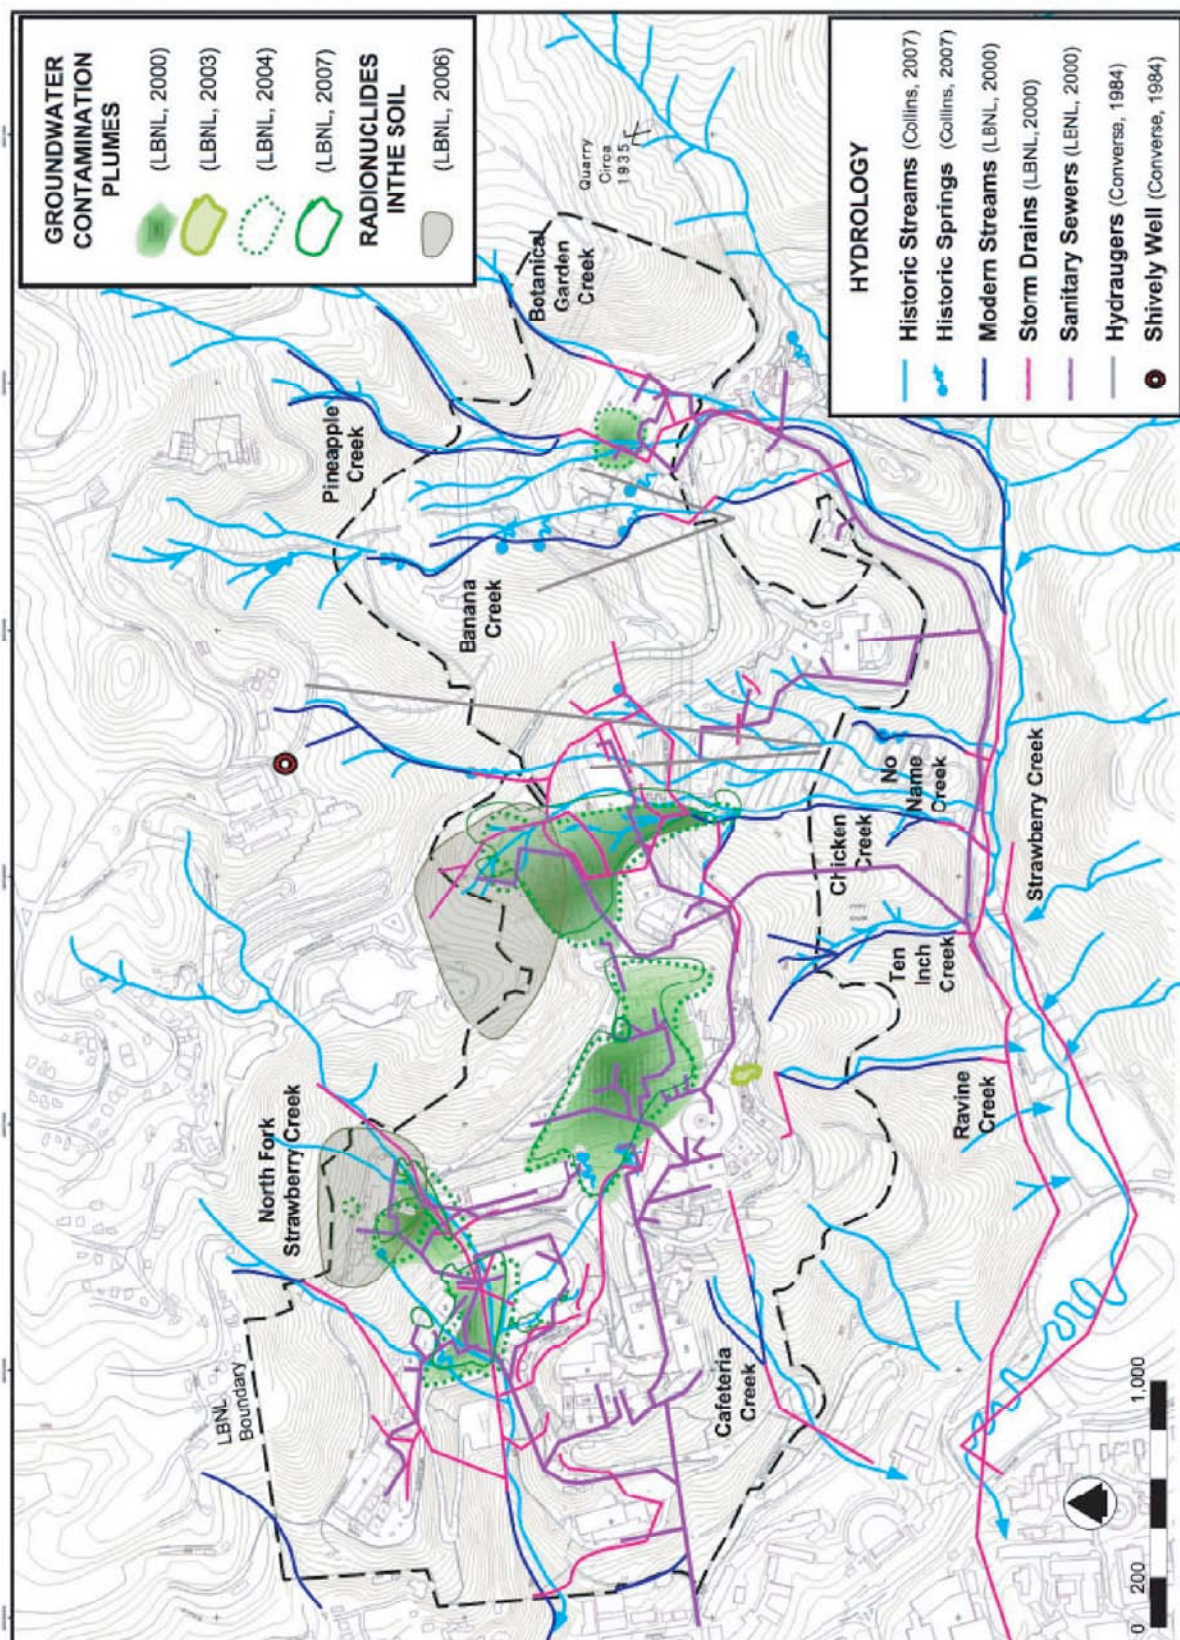 GROUNDWATER
CONTAMINATION
PLUMES
(LBNL, 2000)
(LBNL, 2003)
(LBNL, 2004)
(LBNL, 2007)
RADIONUCLIDES
INTHE SOIL
(LBNL, 2006)
HYDROLOGY
Historic Streams (Collins, 2007)
Historic Springs (Collins, 2007)
Modern Streams (LBNL, 2000)
Storm Drains (LBNL, 2000)
Sanitary Sewers (LENL, 2000)
Hydraugers (Converse, 1984)
Shively Well (Converse, 1984)
Quarry
Circa
1935
Botanical
Garden
Creek
Pineapple
Creek
Banana
Creek
No
Name
Creek
Chicken
Creek
Strawberry Creek
Ten
Inch
Creek
Ravine
Creek
North Fork
Strawberry Creek
LBNL
Boundary
Cafeteria
Creek
0 200 1,000